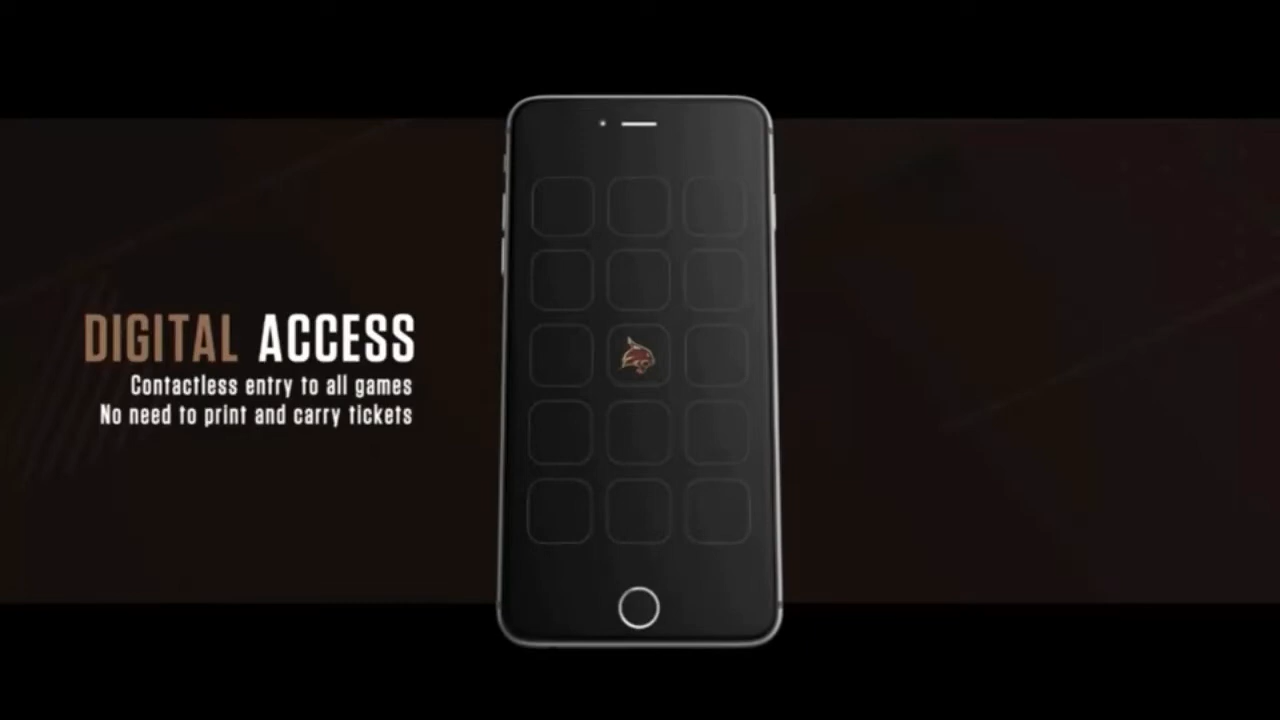 DIGITAL ACCESS
Contactless entry to all games
No need to print and carry tickets